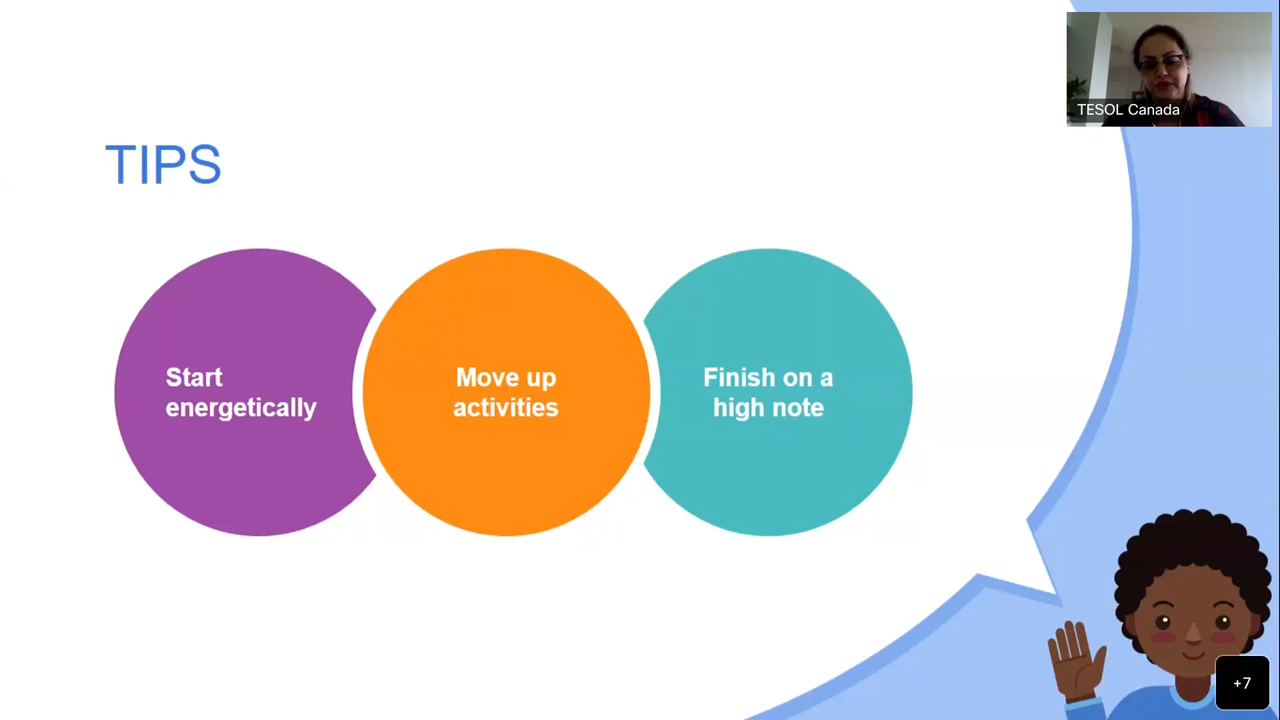 TESOL Canada
TIPS
Start
energetically
Move up
activities
Finish on a
high note
+7